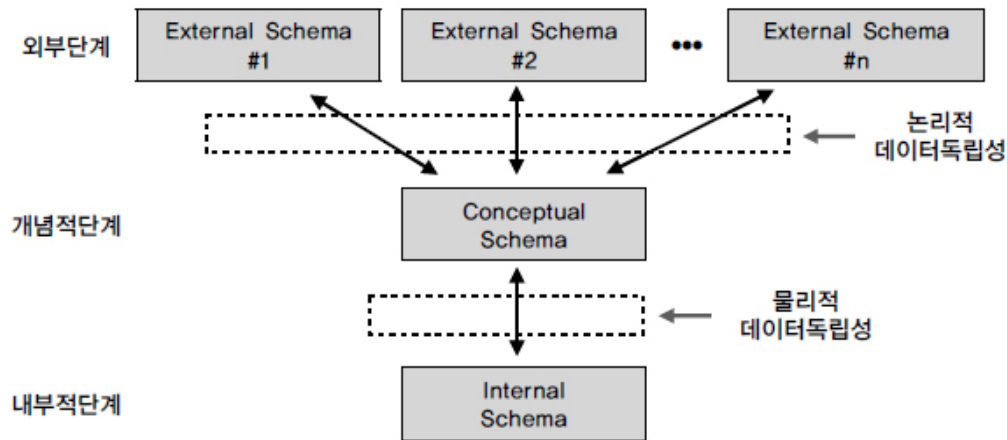 외부단계
External Schema
#1
External Schema
#2
•••
External Schema
#n
논리적
데이터독립성
개념적단계
Conceptual
Schema
물리적
데이터독립성
내부적단계
Internal
Schema